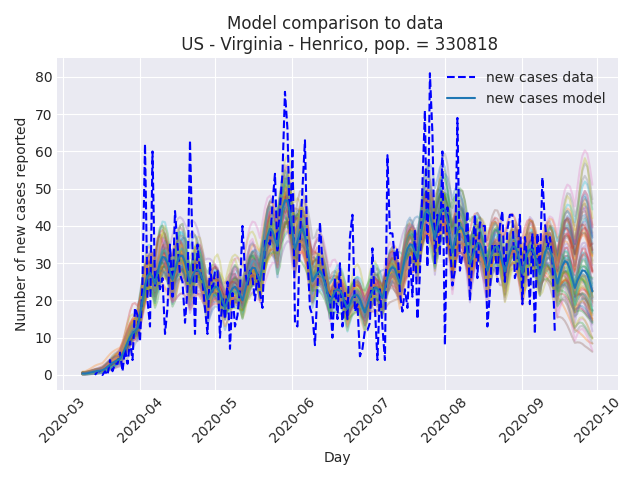 Model comparison to data
US - Virginia - Henrico, pop. = 330818
new cases data
new cases model
Number of new cases reported
80
70
60
50
40
30
20
10
0
2020-03
2020-04
2020-05
2020-06
2020-07
2020-08
2020-09
2020-10
Day